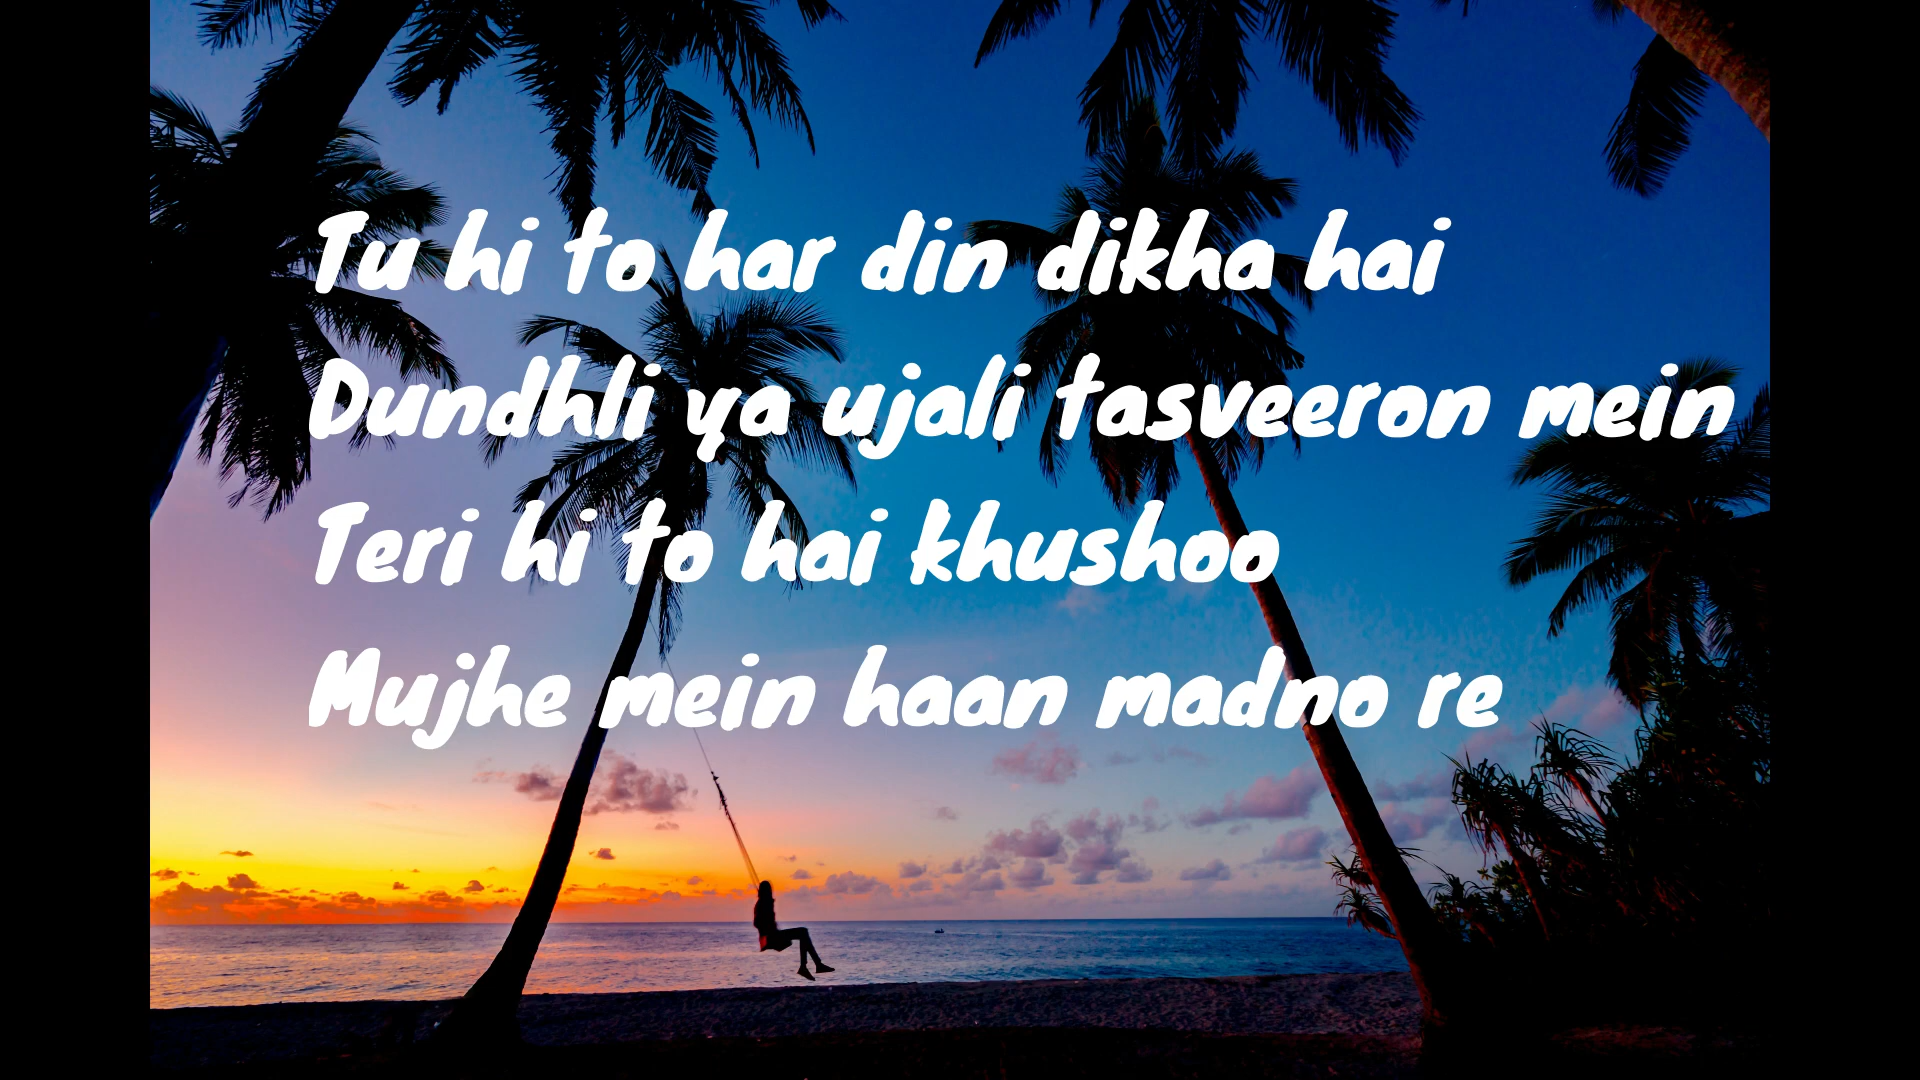 Tu hi to har din dikha hai
Dundhli ya ujali tasveeron mein
Teri hi to hai khushoo
Mujhe mein haan madno re